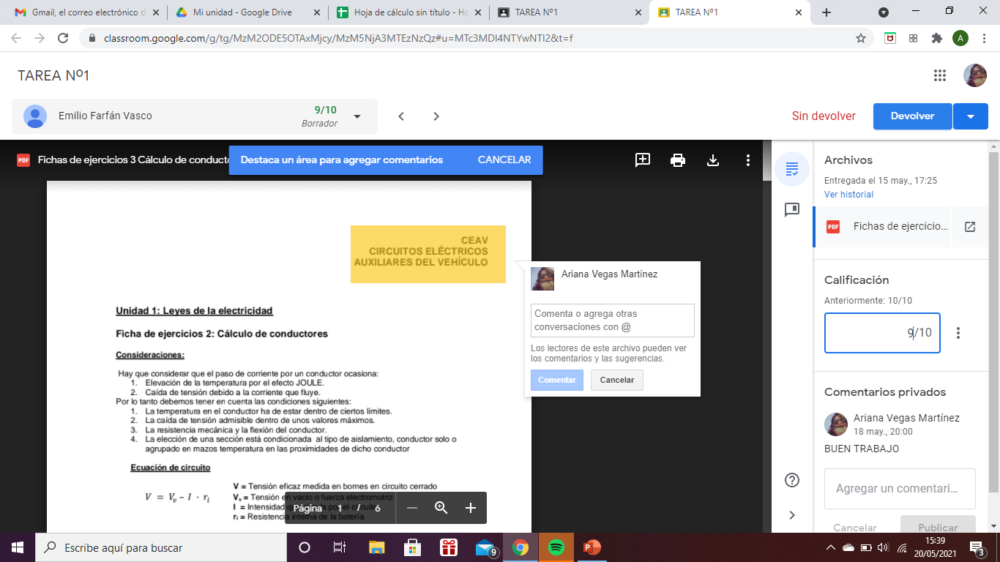 Gmail, el correo electrónico d
Mi unidad - Google Drive
Hoja de cálculo sin título - Ho
TAREA Nº1
TAREA Nº1
classroom.google.com/g/tg/MzM2ODE5OTAxMjcy/MzM5NjA3MTEzNzQz#u=MTc3MDI4NTYwNTI2&t=f
A
TAREA Nº1
Emilio Farfán Vasco
9/10
Borrador
Sin devolver
Devolver
PDF
Fichas de ejercicios 3 Cálculo de conducto
Destaca un área para agregar comentarios
CANCELAR
CEAV
CIRCUITOS ELÉCTRICOS
AUXILIARES DEL VEHÍCULO
Unidad 1: Leyes de la electricidad
Ficha de ejercicios 2: Cálculo de conductores
Consideraciones:
Hay que considerar que el paso de corriente por un conductor ocasiona:
1. Elevación de la temperatura por el efecto JOULE.
2. Caída de tensión debido a la corriente que fluye.
Por lo tanto debemos tener en cuenta las condiciones siguientes:
1. La temperatura en el conductor ha de estar dentro de ciertos límites.
2. La caída de tensión admisible dentro de unos valores máximos.
3. La resistencia mecánica y la flexión del conductor.
4. La elección de una sección está condicionada al tipo de aislamiento, conductor solo o
agrupado en mazos temperatura en las proximidades de dicho conductor
Ecuación de circuito
V = Vᵥ – I · rᵢ
V = Tensión eficaz medida en bornes en circuito cerrado
Vᵥ = Tensión en vacío o fuerza electromotriz
I = Intensidad que circula por el circuito
rᵢ = Resistencia interna de la batería
Página 1 / 6
Ariana Vegas Martínez
Comenta o agrega otras
conversaciones con @
Los lectores de este archivo pueden ver
los comentarios y las sugerencias.
Comentar
Cancelar
Archivos
Entregada el 15 may., 17:25
Ver historial
PDF
Fichas de ejercicio...
Calificación
Anteriormente: 10/10
9/10
Comentarios privados
Ariana Vegas Martínez
18 may., 20:00
BUEN TRABAJO
Agregar un comentari...
Cancelar
Publicar
Escribe aquí para buscar
9
P
15:39
20/05/2021
3